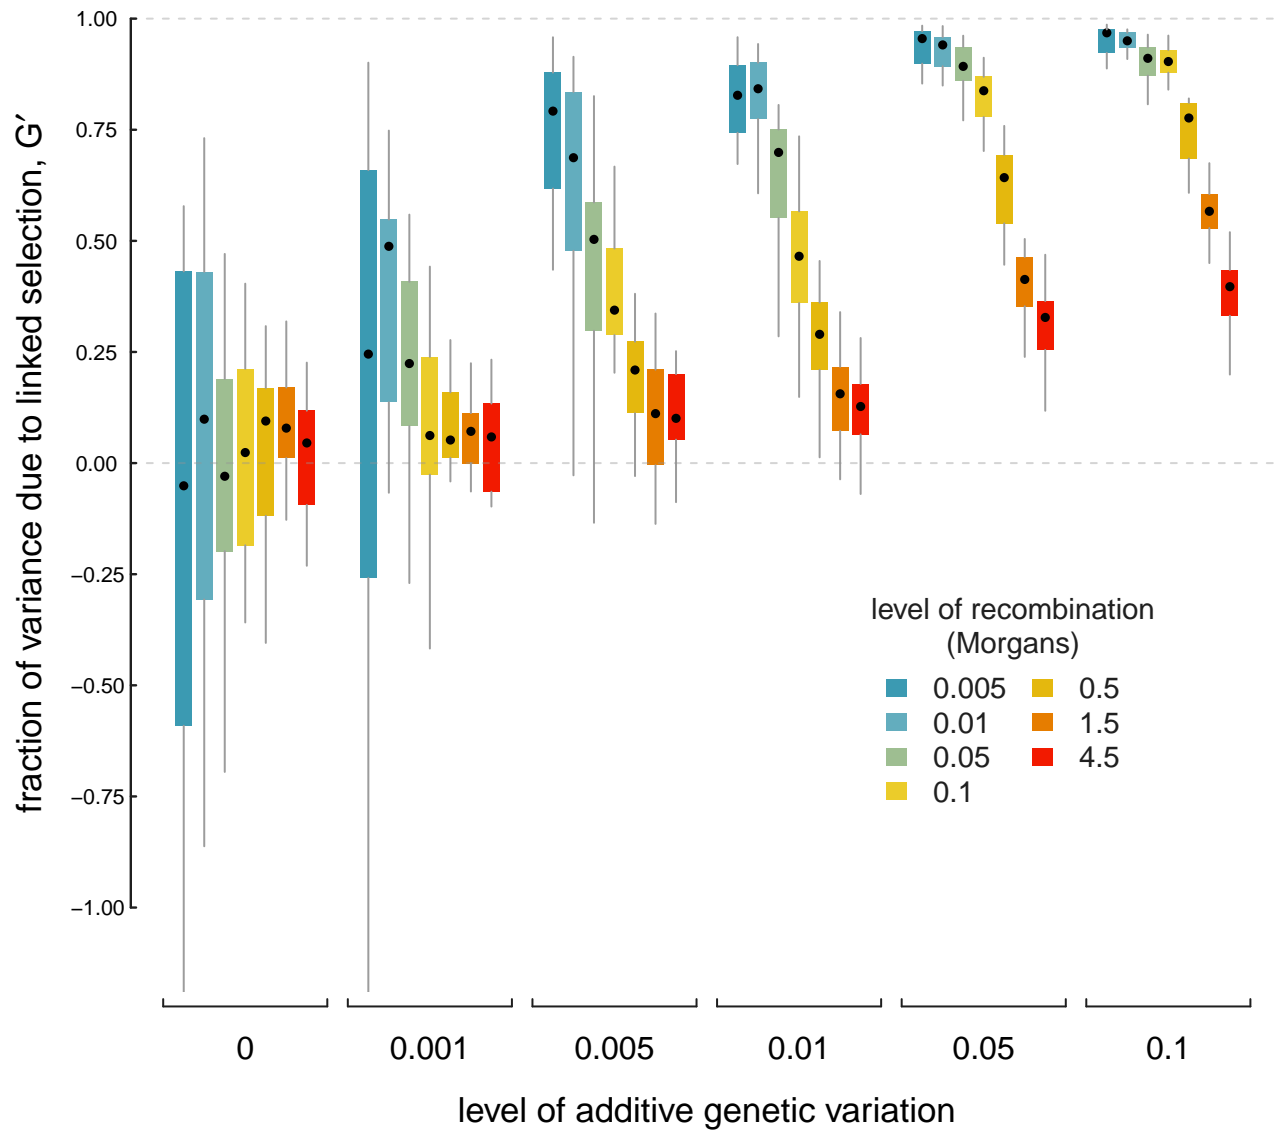 fraction of variance due to linked selection, G′
1.00
0.75
0.50
0.25
0.00
−0.25
−0.50
−0.75
−1.00
level of recombination
(Morgans)
0.005 0.5
0.01 1.5
0.05 4.5
0.1
0 0.001 0.005 0.01 0.05 0.1
level of additive genetic variation